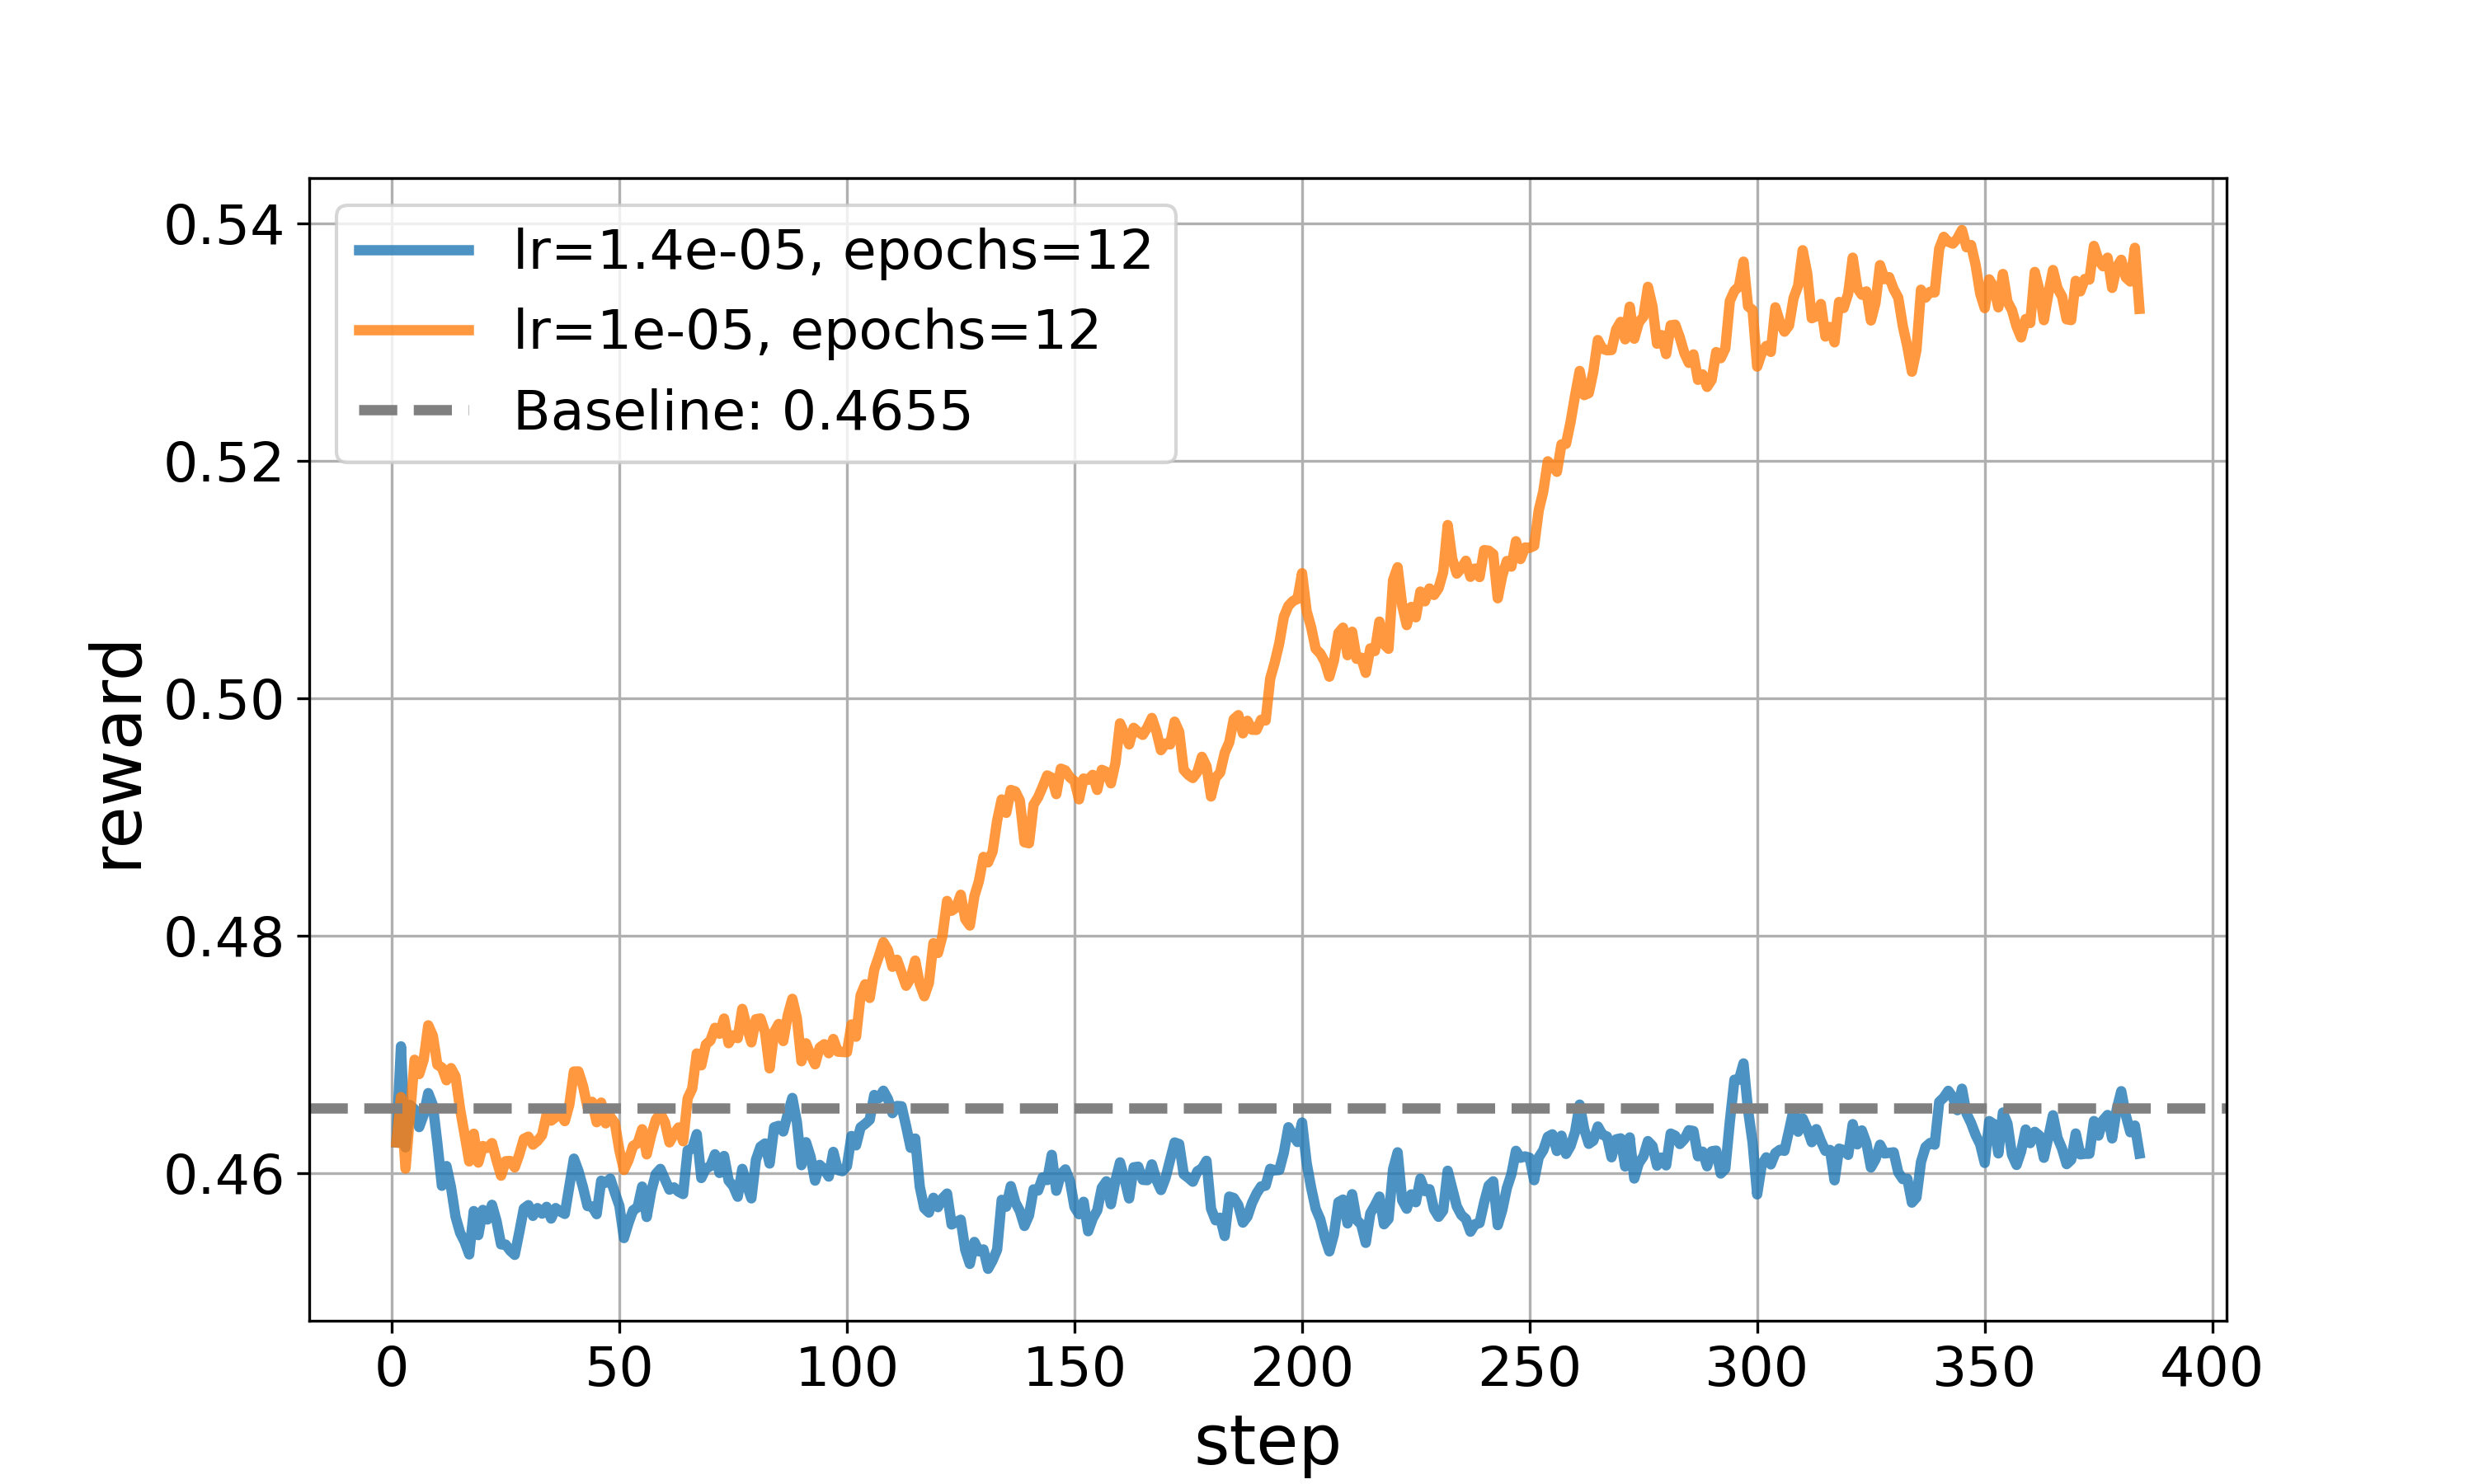 lr=1.4e-05, epochs=12
lr=1e-05, epochs=12
Baseline: 0.4655
reward
0.54
0.52
0.50
0.48
0.46
0 50 100 150 200 250 300 350 400
step